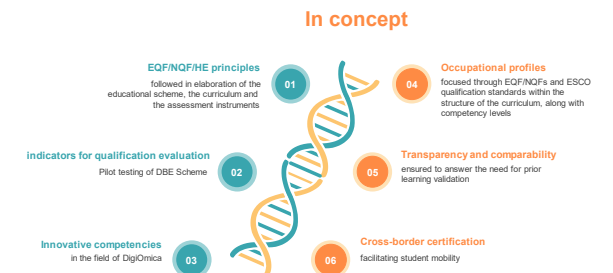 In concept
EQF/NQF/HE principles
followed in elaboration of the
educational scheme, the curriculum and
the assessment instruments
01
04
Occupational profiles
focused through EQF/NQFs and ESCO
qualification standards within the
structure of the curriculum, along with
competency levels
indicators for qualification evaluation
Pilot testing of DBE Scheme
02
05
Transparency and comparability
ensured to answer the need for prior
learning validation
Innovative competencies
in the field of DigiOmica
03
06
Cross-border certification
facilitating student mobility